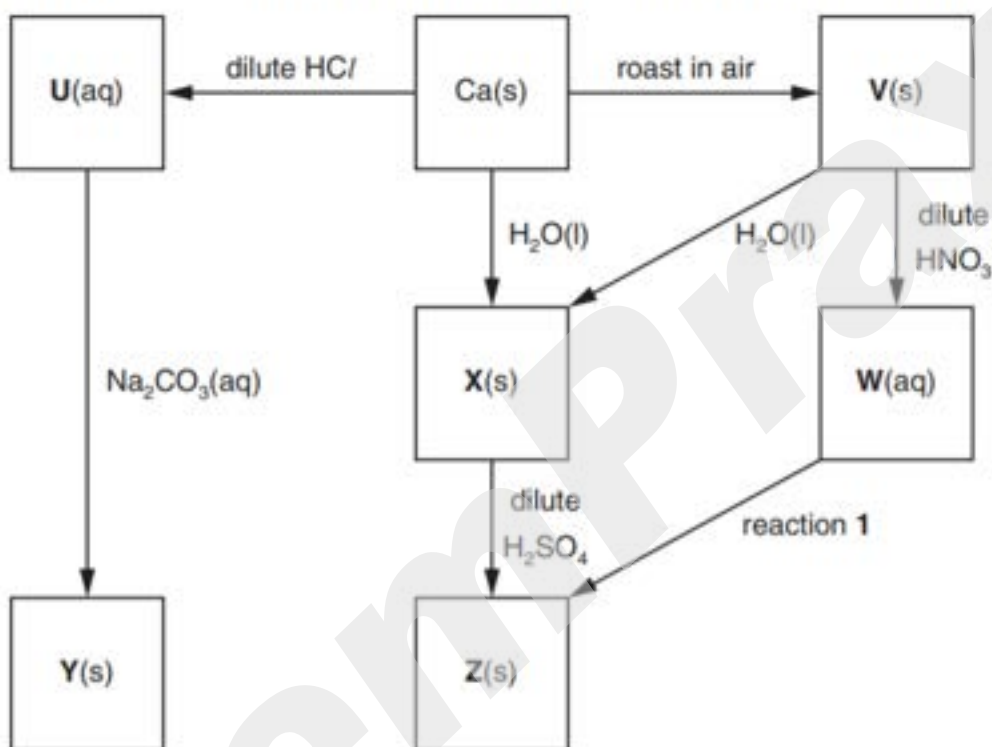 U(aq)
dilute HCl
Ca(s)
roast in air
V(s)
H₂O(l)
H₂O(l)
dilute
HNO₃
Na₂CO₃(aq)
X(s)
W(aq)
dilute
H₂SO₄
reaction 1
Y(s)
Z(s)